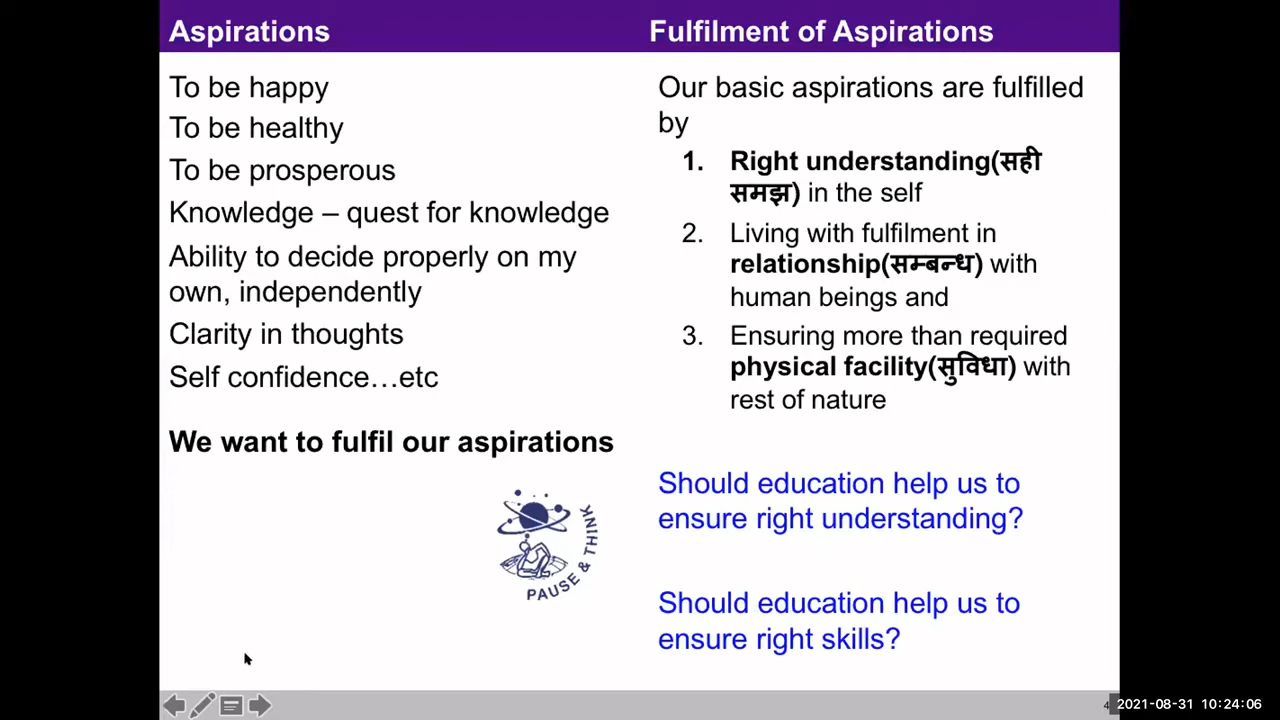 Aspirations
Fulfilment of Aspirations
To be happy
To be healthy
To be prosperous
Knowledge – quest for knowledge
Ability to decide properly on my
own, independently
Clarity in thoughts
Self confidence…etc
We want to fulfil our aspirations
PAUSE & THINK
Our basic aspirations are fulfilled
by
1. Right understanding(सही
समझ) in the self
2. Living with fulfilment in
relationship(सम्बन्ध) with
human beings and
3. Ensuring more than required
physical facility(सुविधा) with
rest of nature
Should education help us to
ensure right understanding?
Should education help us to
ensure right skills?
4
2021-08-31 10:24:06